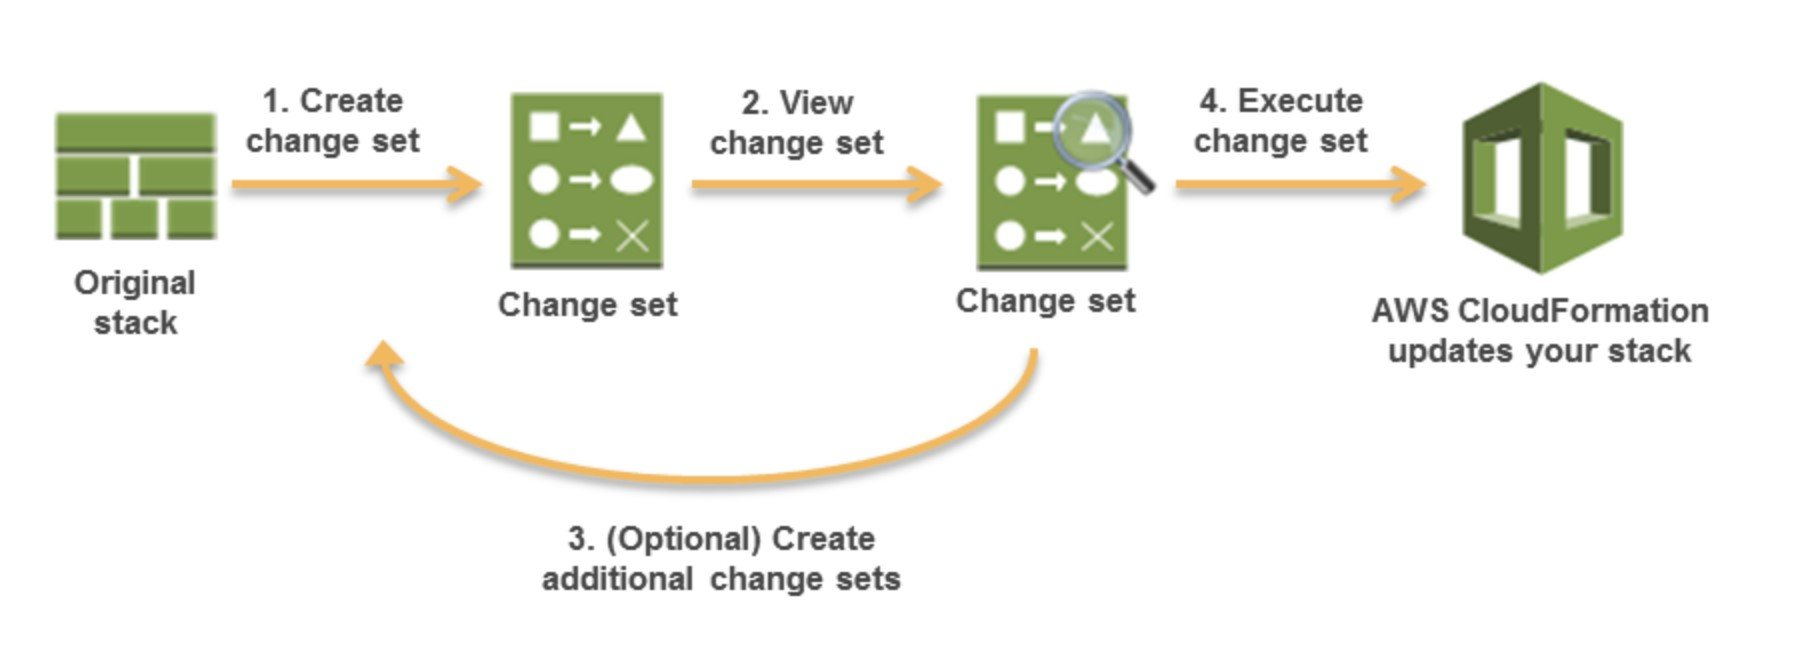 1. Create
change set
2. View
change set
4. Execute
change set
Original
stack
Change set
Change set
AWS CloudFormation
updates your stack
3. (Optional) Create
additional change sets